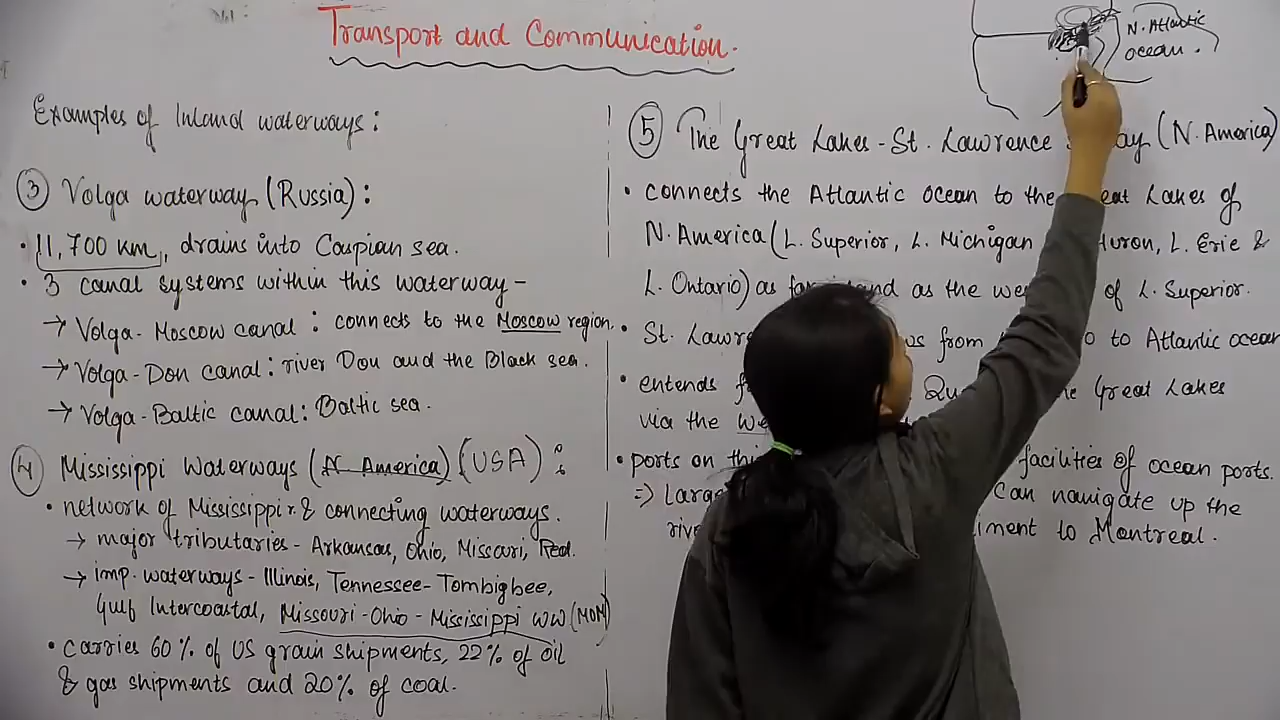 Transport and Communication.
N. Atlantic
ocean.
Examples of Inland waterways:
③ Volga waterway (Russia):
• 11,700 km, drains into Caspian sea.
• 3 canal systems within this waterway -
→ Volga-Moscow canal: connects to the Moscow region.
→ Volga-Don canal: river Don and the Black sea.
→ Volga-Baltic canal: Baltic sea.
④ Mississippi Waterways (N America) (USA):
• network of Mississippi r. & connecting waterways.
→ major tributaries - Arkansas, Ohio, Missouri, Red.
→ imp. waterways - Illinois, Tennessee-Tombigbee,
Gulf Intercoastal, Missouri-Ohio-Mississippi ww (MOM)
• carries 60% of US grain shipments, 22% of oil
& gas shipments and 20% of coal.
⑤ The Great Lakes - St. Lawrence (N. America)
• connects the Atlantic Ocean to the Lakes of
N. America (L. Superior, L. Michigan Huron, L. Erie &
L. Ontario) as as the of L. Superior.
• St. from to Atlantic ocean
• entends Great Lakes
via the
• ports on facilities of ocean ports.
⇒ can navigate up the
to Montreal.